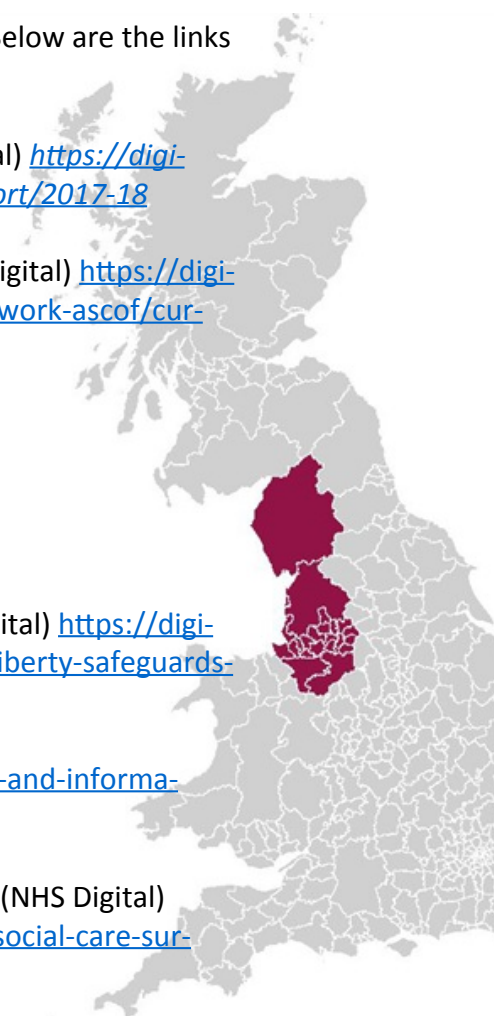 Below are the links
al) https://digi-
ort/2017-18
igital) https://digi-
work-ascof/cur-
ital) https://digi-
iberty-safeguards-
-and-informa-
(NHS Digital)
social-care-sur-